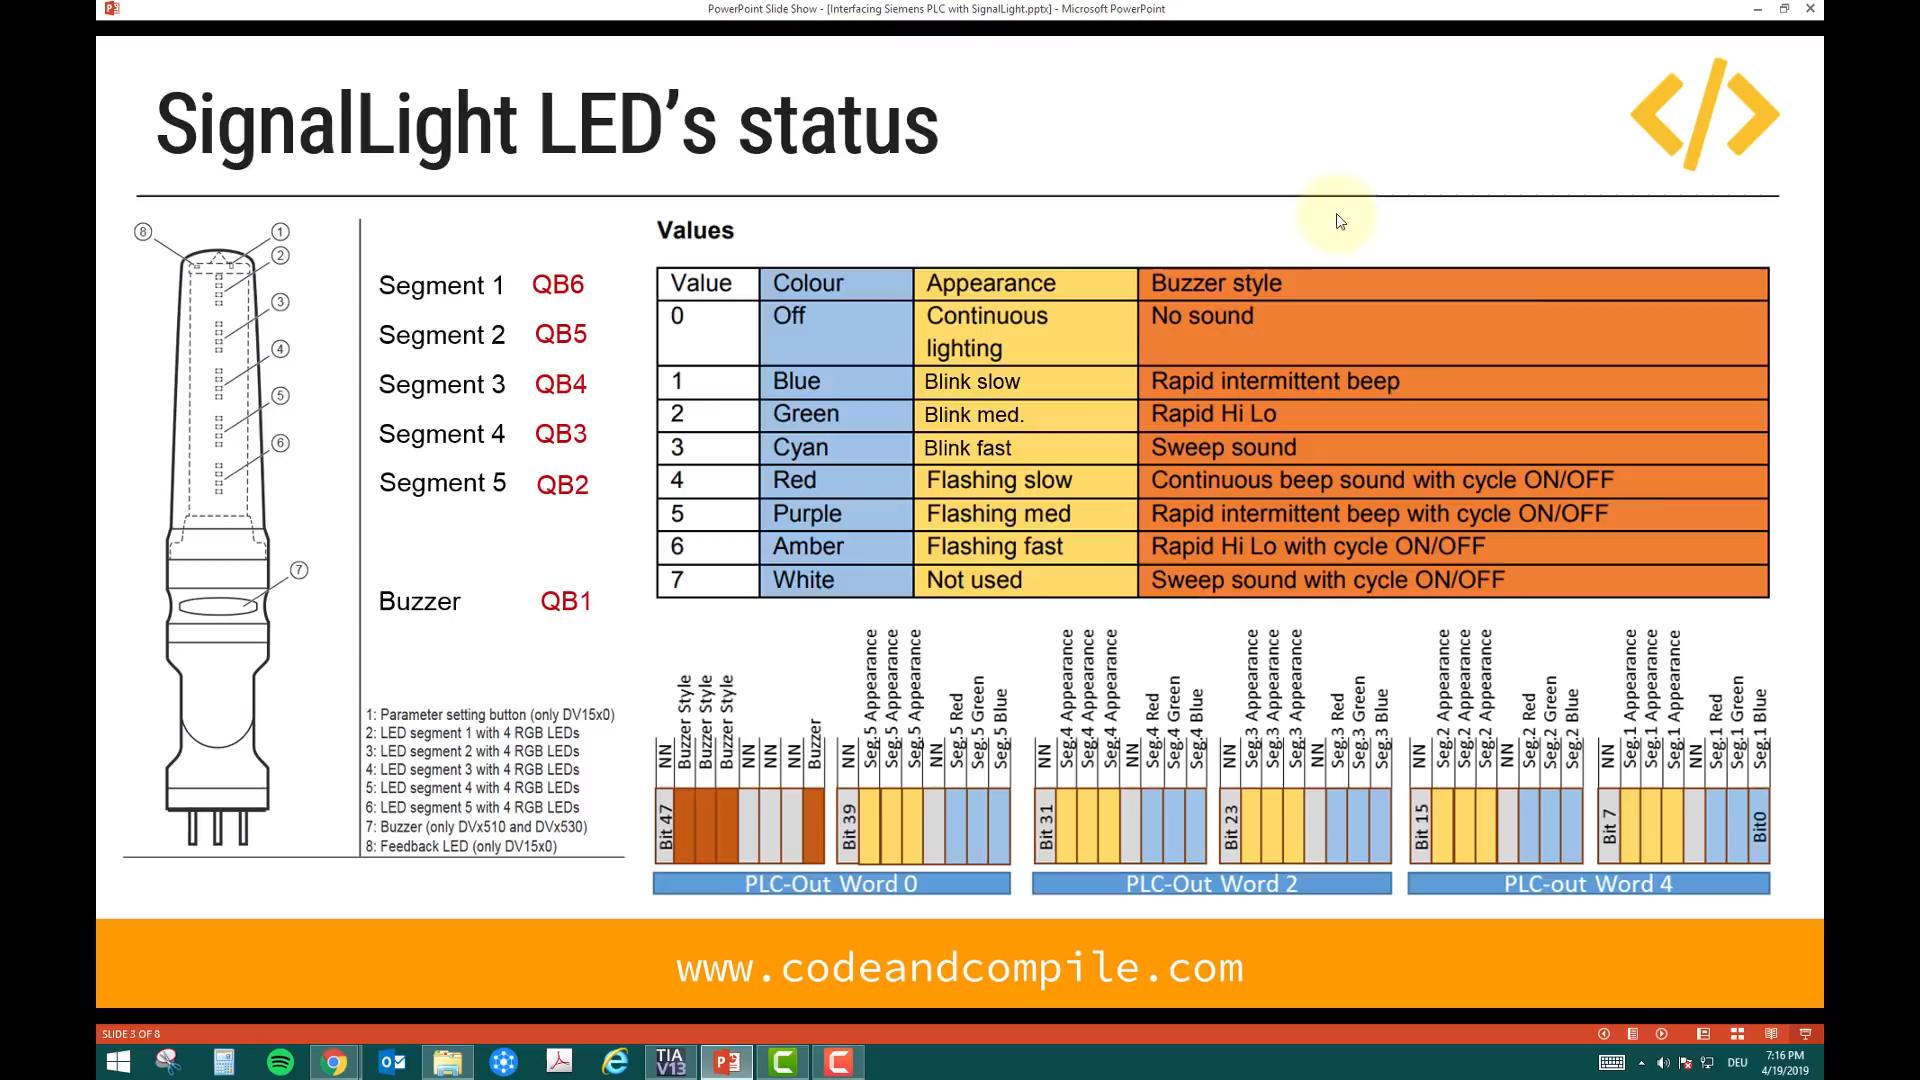 PowerPoint Slide Show - [Interfacing Siemens PLC with SignalLight.pptx] - Microsoft PowerPoint
SignalLight LED's status
</>
8
1
2
3
4
5
6
7
Segment 1 QB6
Segment 2 QB5
Segment 3 QB4
Segment 4 QB3
Segment 5 QB2
Buzzer QB1
1: Parameter setting button (only DV15x0)
2: LED segment 1 with 4 RGB LEDs
3: LED segment 2 with 4 RGB LEDs
4: LED segment 3 with 4 RGB LEDs
5: LED segment 4 with 4 RGB LEDs
6: LED segment 5 with 4 RGB LEDs
7: Buzzer (only DVx510 and DVx530)
8: Feedback LED (only DV15x0)
Values
Value Colour Appearance Buzzer style
0 Off Continuous No sound
lighting
1 Blue Blink slow Rapid intermittent beep
2 Green Blink med. Rapid Hi Lo
3 Cyan Blink fast Sweep sound
4 Red Flashing slow Continuous beep sound with cycle ON/OFF
5 Purple Flashing med Rapid intermittent beep with cycle ON/OFF
6 Amber Flashing fast Rapid Hi Lo with cycle ON/OFF
7 White Not used Sweep sound with cycle ON/OFF
NN
Buzzer Style
Buzzer Style
Buzzer Style
NN
NN
NN
Buzzer
NN
Seg.5 Appearance
Seg.5 Appearance
Seg.5 Appearance
NN
Seg.5 Red
Seg.5 Green
Seg.5 Blue
NN
Seg.4 Appearance
Seg.4 Appearance
Seg.4 Appearance
NN
Seg.4 Red
Seg.4 Green
Seg.4 Blue
NN
Seg.3 Appearance
Seg.3 Appearance
Seg.3 Appearance
NN
Seg.3 Red
Seg.3 Green
Seg.3 Blue
NN
Seg.2 Appearance
Seg.2 Appearance
Seg.2 Appearance
NN
Seg.2 Red
Seg.2 Green
Seg.2 Blue
NN
Seg.1 Appearance
Seg.1 Appearance
Seg.1 Appearance
NN
Seg.1 Red
Seg.1 Green
Seg.1 Blue
Bit 47
Bit 39
Bit 31
Bit 23
Bit 15
Bit 7
Bit0
PLC-Out Word 0
PLC-Out Word 2
PLC-out Word 4
www.codeandcompile.com
SLIDE 3 OF 8
TIA
V13
DEU
7:16 PM
4/19/2019